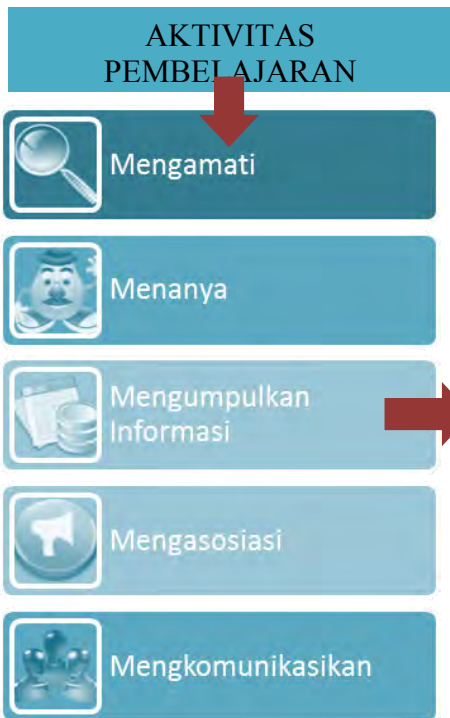 AKTIVITAS
PEMBELAJARAN
Mengamati
Menanya
Mengumpulkan
Informasi
Mengasosiasi
Mengkomunikasikan